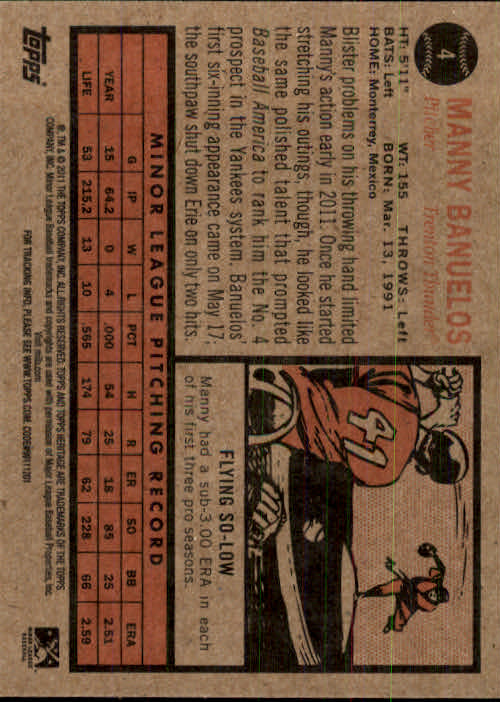 4
MANNY BANUELOS
Pitcher Trenton Thunder
HT: 5'11" WT: 155 THROWS: Left
BATS: Left BORN: Mar. 13, 1991
HOME: Monterrey, Mexico
Blister problems on his throwing hand limited
Manny's action early in 2011. Once he started
stretching his outings, though, he looked like
the same polished talent that prompted
Baseball America to rank him the No. 4
prospect in the Yankees system. Banuelos'
first six-inning appearance came on May 17;
the southpaw shut down Erie on only two hits.
41
FLYING SO-LOW
Manny had a sub-3.00 ERA in each
of his first three pro seasons.
MINOR LEAGUE PITCHING RECORD
YEAR G IP W L PCT H R ER SO BB ERA
15 64.2 0 4 .000 54 25 18 85 25 2.51
LIFE 53 215.2 13 10 .565 174 79 62 228 66 2.59
topps
®, TM & © 2011 THE TOPPS COMPANY, INC. ALL RIGHTS RESERVED. TOPPS AND TOPPS HERITAGE ARE TRADEMARKS OF THE TOPPS
COMPANY, INC. Minor League Baseball trademarks and copyrights are used with permission of Major League Baseball Properties, Inc.
Visit milb.com
FOR TRACKING INFO, PLEASE SEE WWW.TOPPS.COM.
MINOR LEAGUE
BASEBALL